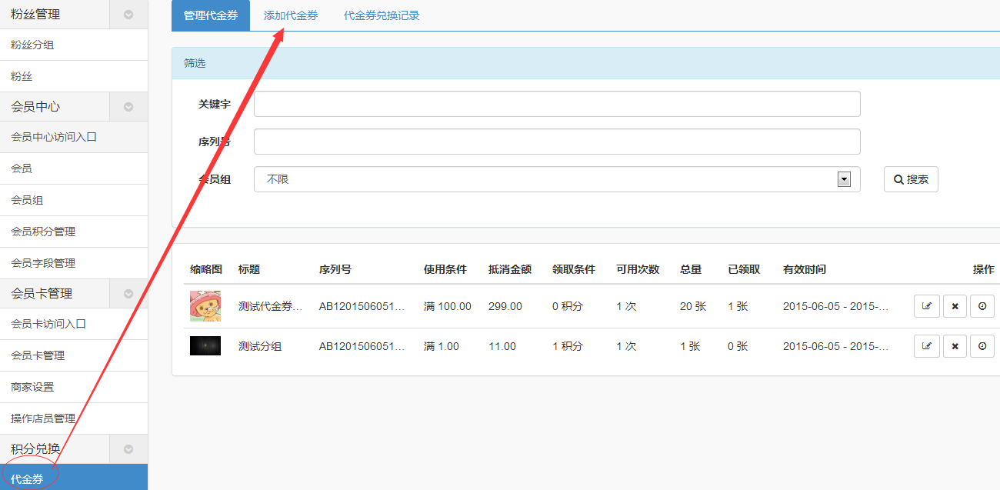 粉丝管理
粉丝分组
粉丝
会员中心
会员中心访问入口
会员
会员组
会员积分管理
会员字段管理
会员卡管理
会员卡访问入口
会员卡管理
商家设置
操作店员管理
积分兑换
代金券
管理代金券 添加代金券 代金券兑换记录
筛选
关键字
序列号
会员组 不限 搜索
缩略图 标题 序列号 使用条件 抵消金额 领取条件 可用次数 总量 已领取 有效时间 操作
测试代金券... AB1201506051... 满 100.00 299.00 0 积分 1 次 20 张 1 张 2015-06-05 - 2015-...
测试分组 AB1201506051... 满 1.00 11.00 1 积分 1 次 1 张 0 张 2015-06-05 - 2015-...